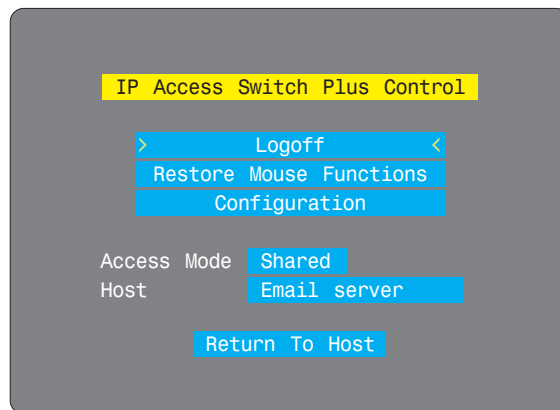 IP Access Switch Plus Control
> Logoff <
Restore Mouse Functions
Configuration
Access Mode Shared
Host Email server
Return To Host